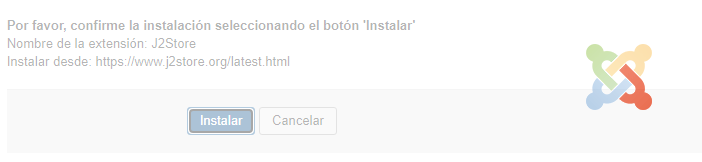 Por favor, confirme la instalación seleccionando el botón 'Instalar'
Nombre de la extensión: J2Store
Instalar desde: https://www.j2store.org/latest.html
Instalar Cancelar